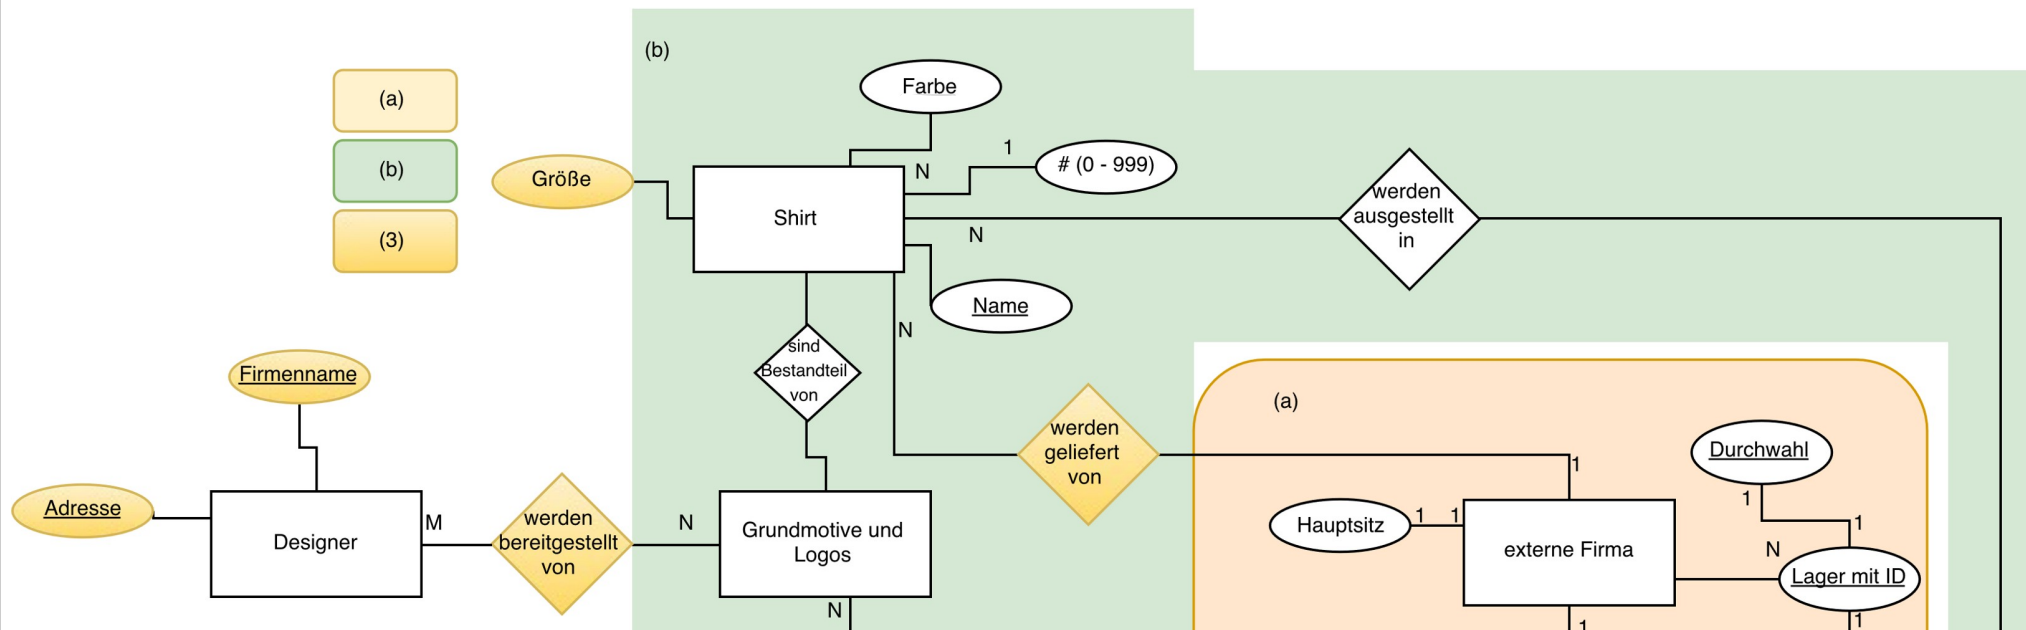 (b)
Farbe
(a)
1
# (0 - 999)
N
(b)
Größe
werden
ausgestellt
in
Shirt
N
(3)
Name
N
sind
Bestandteil
von
Firmenname
(a)
werden
geliefert
von
Durchwahl
1
1
Adresse
M
werden
bereitgestellt
von
N
Grundmotive und
Logos
Hauptsitz
1
1
1
Designer
externe Firma
N
Lager mit ID
N
1
1